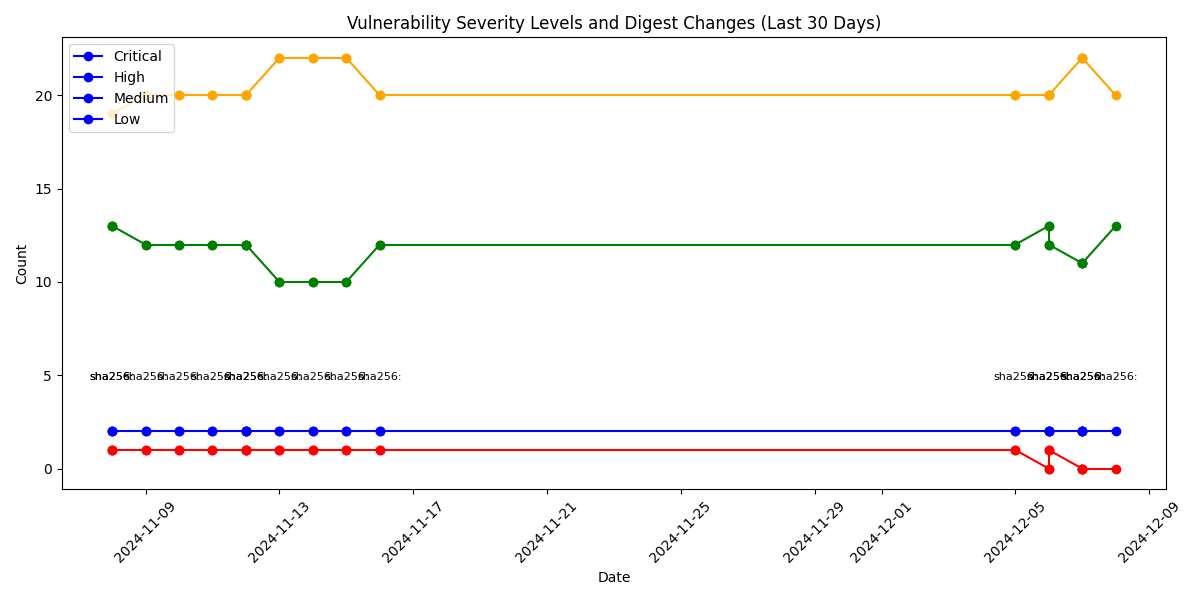 Vulnerability Severity Levels and Digest Changes (Last 30 Days)
Critical
High
Medium
Low
20
15
10
5
0
Count
sha256: sha256: sha256: sha256: sha256: sha256: sha256: sha256: sha256: sha256: sha256: sha256: sha256:
2024-11-09 2024-11-13 2024-11-17 2024-11-21 2024-11-25 2024-11-29 2024-12-01 2024-12-05 2024-12-09
Date